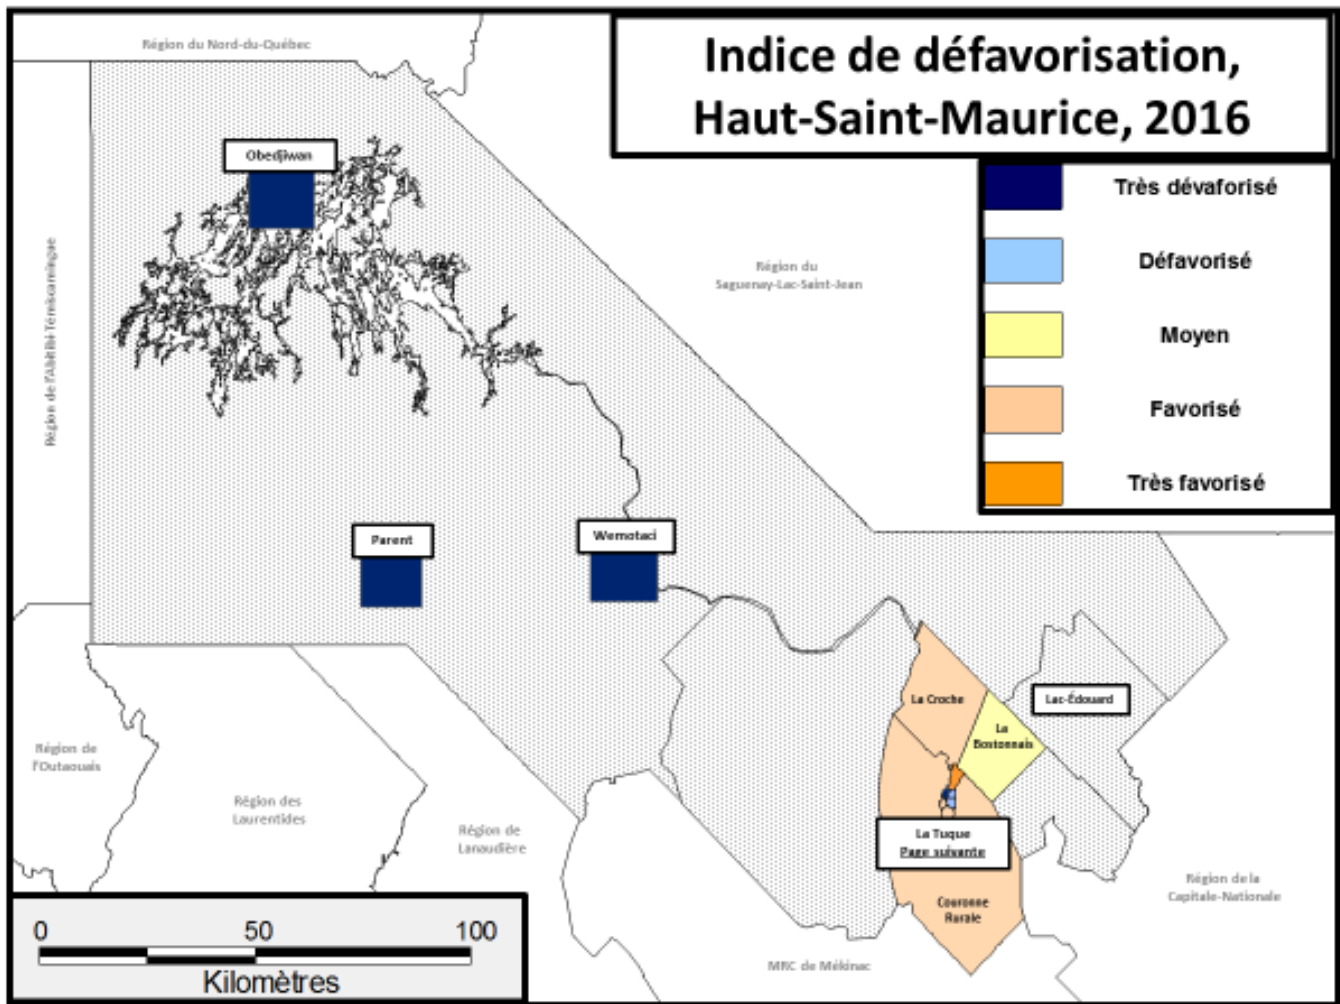 Indice de défavorisation,
Haut-Saint-Maurice, 2016
Région du Nord-du-Québec
Obedjiwan
Très dévaforisé
Défavorisé
Moyen
Favorisé
Très favorisé
Région de l'Abitibi-Témiscamingue
Région du
Saguenay-Lac-Saint-Jean
Parent
Wemotaci
La Croche
Lac-Édouard
La
Bostonnais
Région de
l'Outaouais
Région des
Laurentides
Région de
Lanaudière
La Tuque
Page suivante
Couronne
Rurale
Région de la
Capitale-Nationale
MRC de Mékinac
0 50 100
Kilomètres